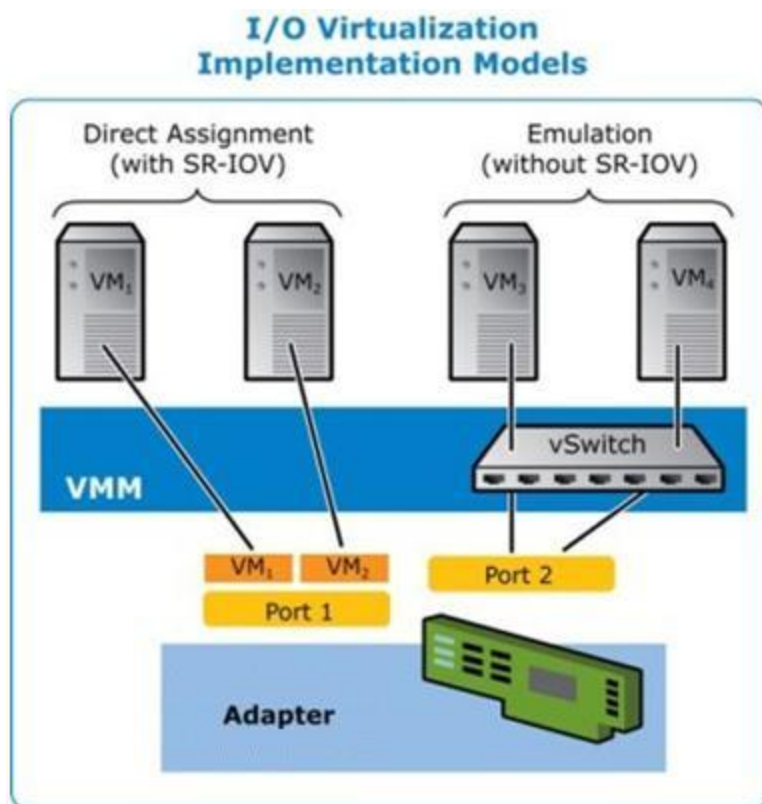 I/O Virtualization
Implementation Models
Direct Assignment
(with SR-IOV)
Emulation
(without SR-IOV)
VM₁
VM₂
VM₃
VM₄
vSwitch
VMM
VM₁
VM₂
Port 2
Port 1
Adapter